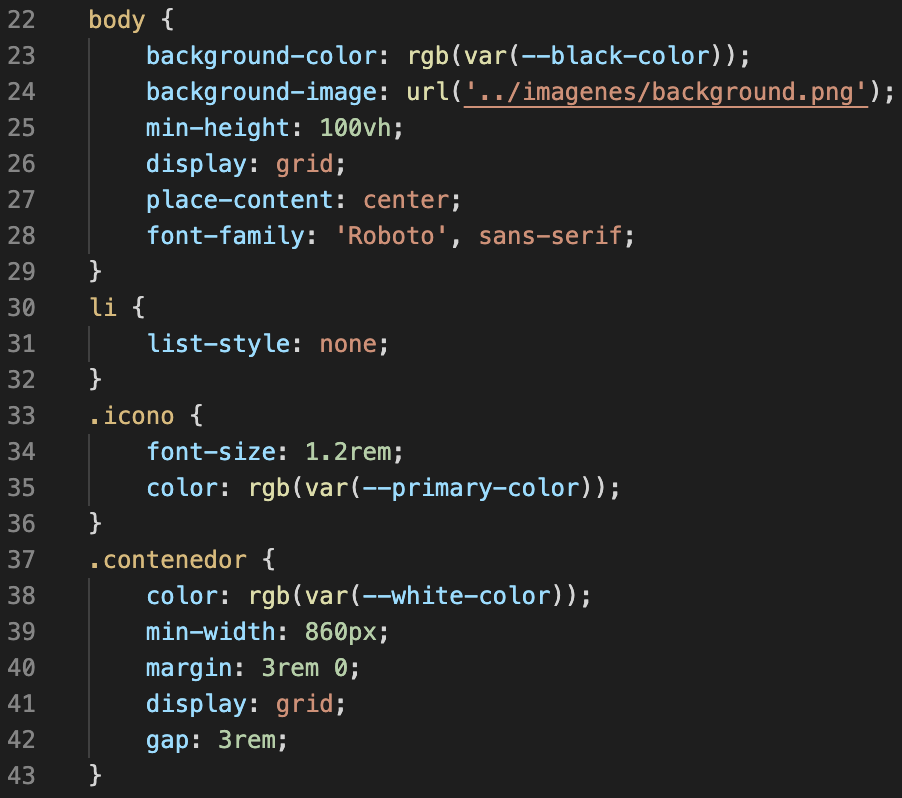 22 body {
23     background-color: rgb(var(--black-color));
24     background-image: url('../imagenes/background.png');
25     min-height: 100vh;
26     display: grid;
27     place-content: center;
28     font-family: 'Roboto', sans-serif;
29 }
30 li {
31     list-style: none;
32 }
33 .icono {
34     font-size: 1.2rem;
35     color: rgb(var(--primary-color));
36 }
37 .contenedor {
38     color: rgb(var(--white-color));
39     min-width: 860px;
40     margin: 3rem 0;
41     display: grid;
42     gap: 3rem;
43 }